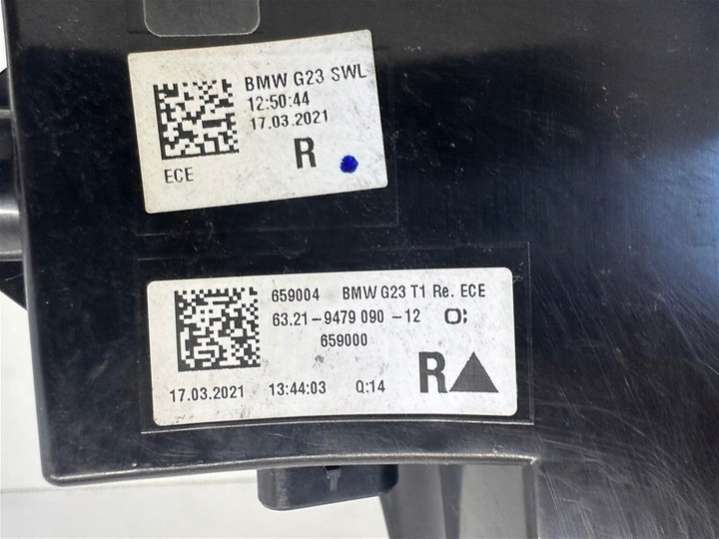 BMW G23 SWL
12:50:44
17.03.2021
R
ECE
659004 BMW G23 T1 Re. ECE
63.21-9479 090 -12
659000
R
17.03.2021 13:44:03 Q:14